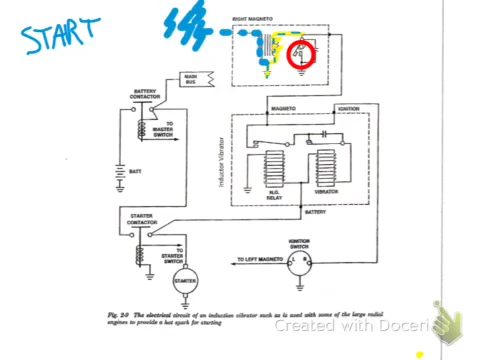 START
RIGHT MAGNETO
MAIN
BUS
BATTERY
CONTACTOR
TO
MASTER
SWITCH
BATT
MAGNETO
IGNITION
Inductor Vibrator
N.O.
RELAY
VIBRATOR
BATTERY
STARTER
CONTACTOR
TO
STARTER
SWITCH
STARTER
IGNITION
SWITCH
TO LEFT MAGNETO
L R
Fig. 2-9 The electrical circuit of an induction vibrator such as is used with some of the large radial
engines to provide a hot spark for starting
Created with Doceri